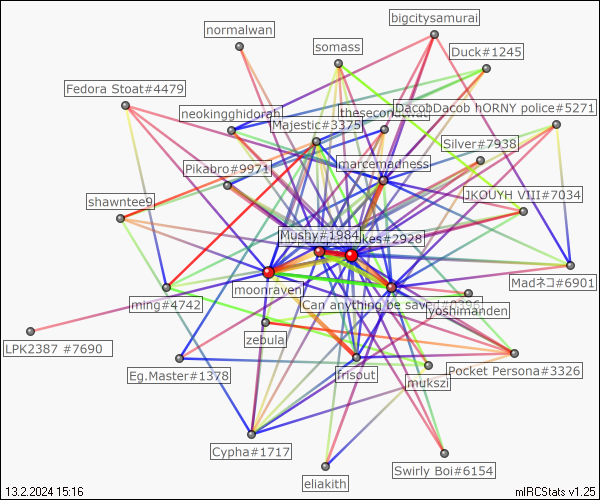 bigcitysamurai
normalwan
somass
Duck#1245
Fedora Stoat#4479
DacobDacob hORNY police#5271
neokingghidorah
Majestic#3375
Silver#7938
marcemadness
Pikabro#9971
JKOUYH VIII#7034
shawntee9
Mushy#1984
kes#2928
Madネコ#6901
moonraven
ming#4742
Can anything be saved
yoshimanden
zebula
LPK2387 #7690
Pocket Persona#3326
Eg.Master#1378
frisout
mukszi
Cypha#1717
Swirly Boi#6154
eliakith
13.2.2024 15:16
mIRCStats v1.25